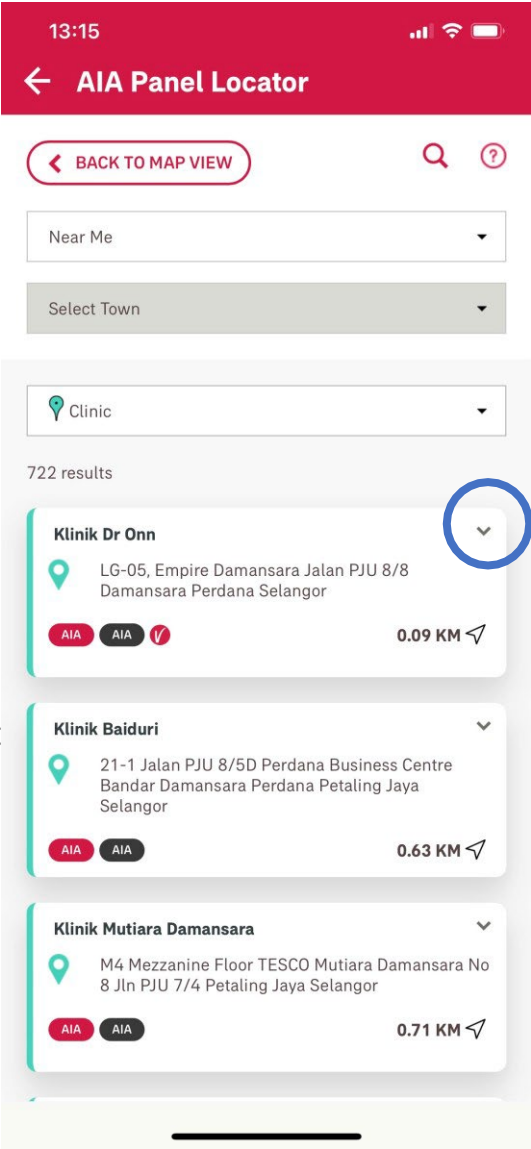 13:15
AIA Panel Locator
BACK TO MAP VIEW
?
Near Me
Select Town
Clinic
722 results
Klinik Dr Onn
LG-05, Empire Damansara Jalan PJU 8/8
Damansara Perdana Selangor
AIA AIA 0.09 KM
Klinik Baiduri
21-1 Jalan PJU 8/5D Perdana Business Centre
Bandar Damansara Perdana Petaling Jaya
Selangor
AIA AIA 0.63 KM
Klinik Mutiara Damansara
M4 Mezzanine Floor TESCO Mutiara Damansara No
8 Jln PJU 7/4 Petaling Jaya Selangor
AIA AIA 0.71 KM